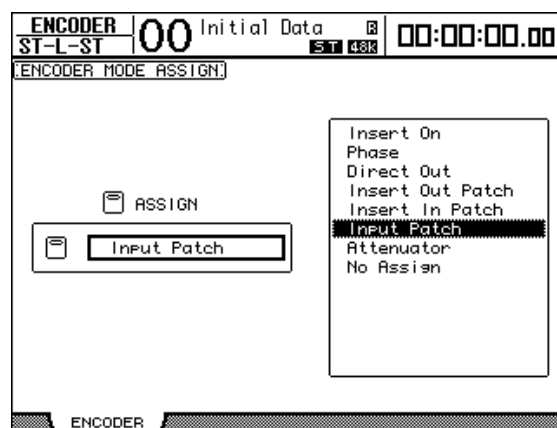 ENCODER
ST-L-ST
00
Initial Data
R
ST 48k
00:00:00.00
ENCODER MODE ASSIGN
Insert On
Phase
Direct Out
Insert Out Patch
Insert In Patch
Input Patch
Attenuator
No Assign
ASSIGN
Input Patch
ENCODER